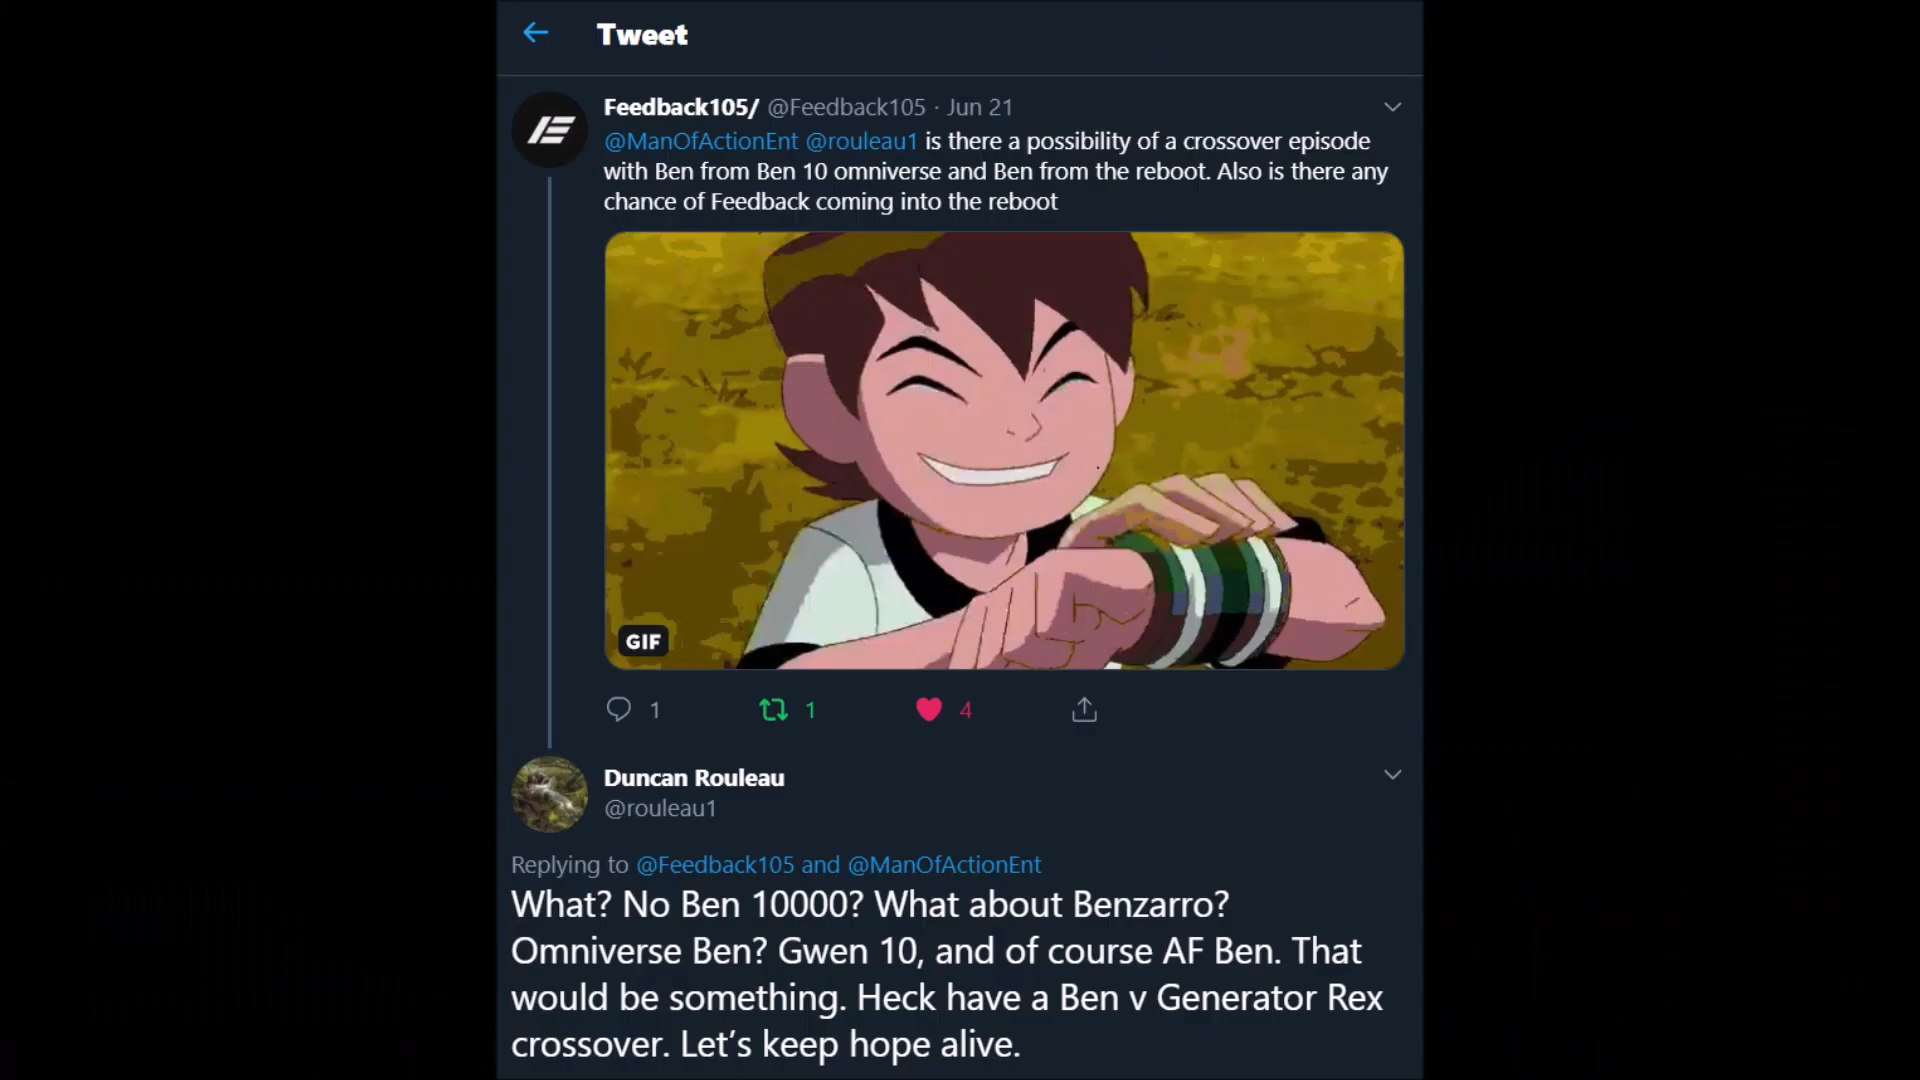 Tweet
Feedback105/ @Feedback105 · Jun 21
@ManOfActionEnt @rouleau1 is there a possibility of a crossover episode
with Ben from Ben 10 omniverse and Ben from the reboot. Also is there any
chance of Feedback coming into the reboot
GIF
1 1 4
Duncan Rouleau
@rouleau1
Replying to @Feedback105 and @ManOfActionEnt
What? No Ben 10000? What about Benzarro?
Omniverse Ben? Gwen 10, and of course AF Ben. That
would be something. Heck have a Ben v Generator Rex
crossover. Let’s keep hope alive.